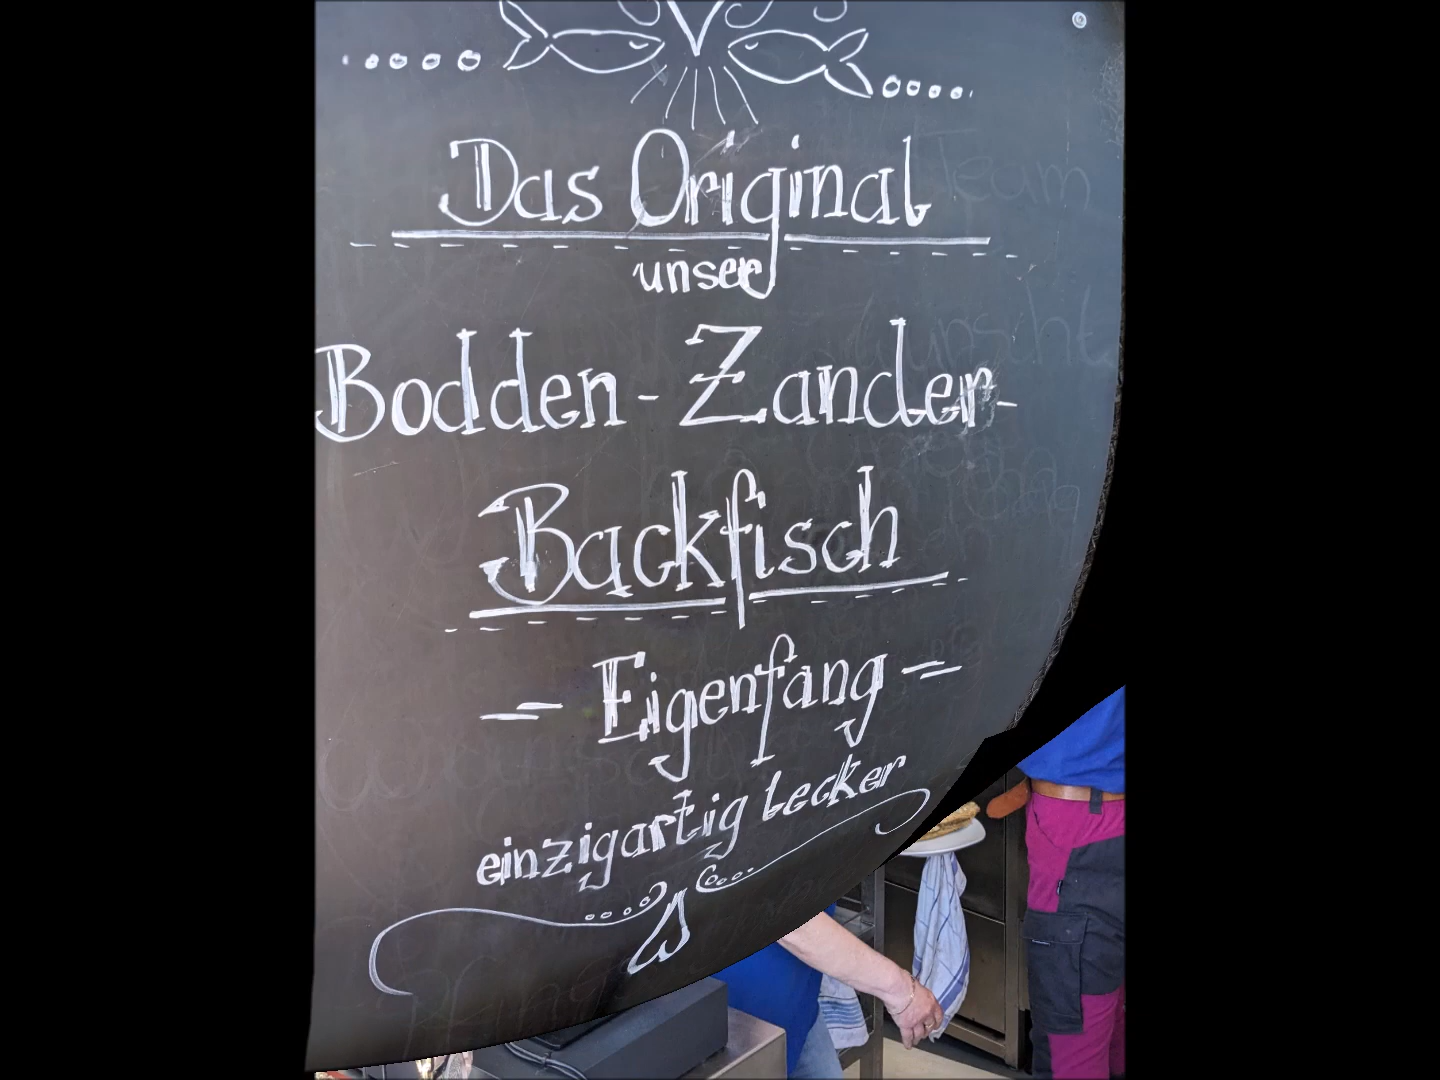 Das Original
unser
Bodden-Zander-
Backfisch
- Eigenfang -
einzigartig lecker